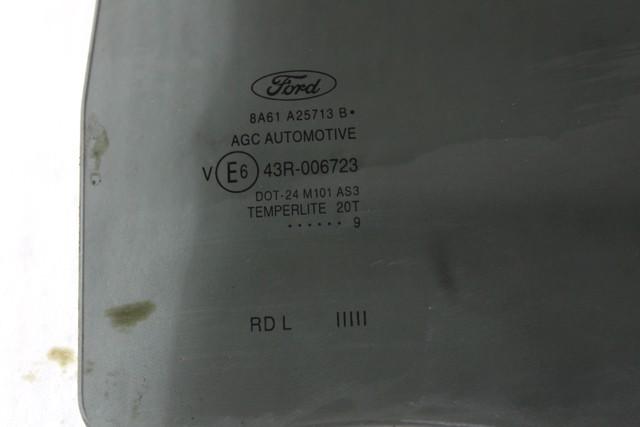 Ford
8A61 A25713 B•
AGC AUTOMOTIVE
V E6 43R-006723
DOT-24 M101 AS3
TEMPERLITE 20T
...... 9
RD L IIIII